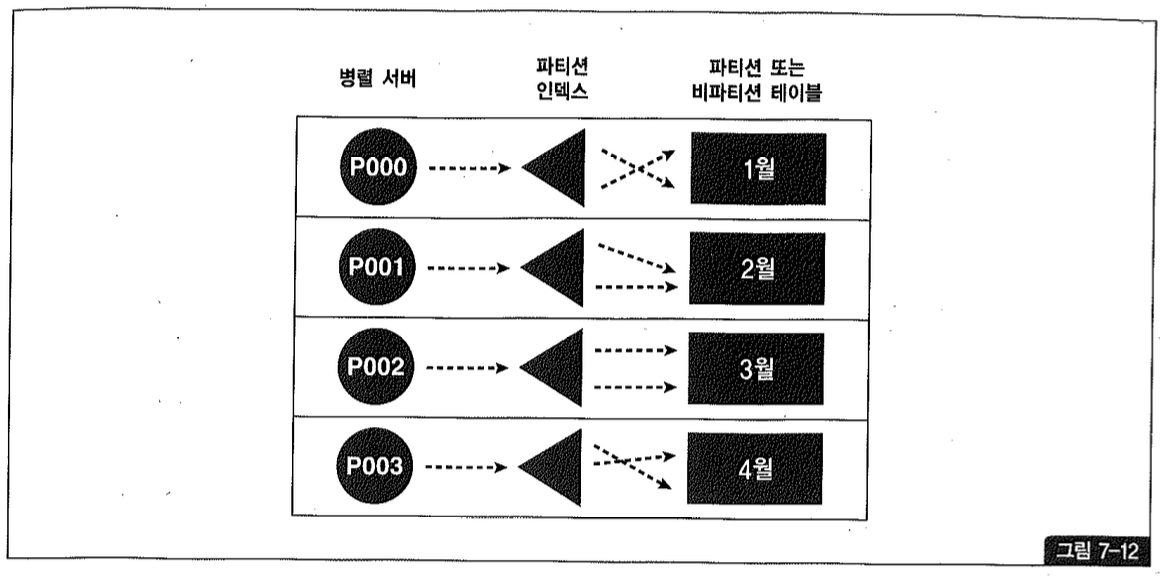 병렬 서버
파티션
인덱스
파티션 또는
비파티션 테이블
P000
1월
P001
2월
P002
3월
P003
4월
그림 7-12